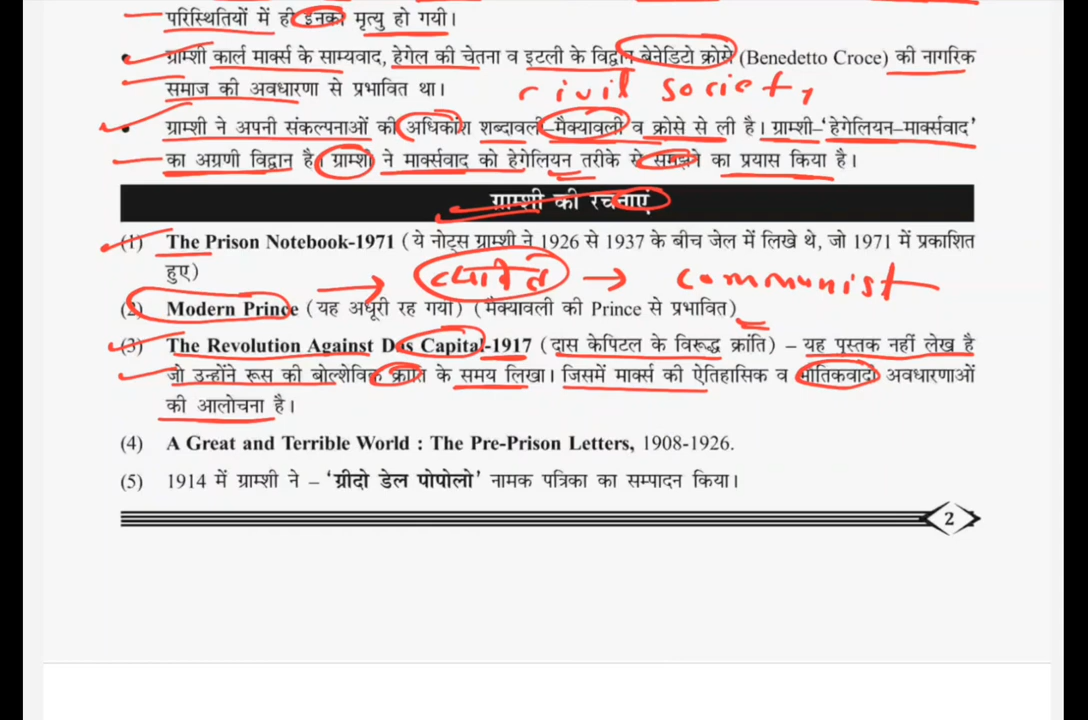 परिस्थितियों में ही इनकी मृत्यु हो गयी।
ग्राम्शी कार्ल मार्क्स के साम्यवाद, हेगेल की चेतना व इटली के विद्वान बेनेडिटो क्रोसे (Benedetto Croce) की नागरिक
समाज की अवधारणा से प्रभावित था।
civil society
ग्राम्शी ने अपनी संकल्पनाओं की अधिकांश शब्दावली–मैक्यावली व क्रोसे से ली है। ग्राम्शी–'हेगेलियन–मार्क्सवाद'
का अग्रणी विद्वान है। ग्राम्शी ने मार्क्सवाद को हेगेलियन तरीके से समझने का प्रयास किया है।
ग्राम्शी की रचनाएं
(1) The Prison Notebook-1971 (ये नोट्स ग्राम्शी ने 1926 से 1937 के बीच जेल में लिखे थे, जो 1971 में प्रकाशित
हुए)
→ → communist
(2) Modern Prince (यह अधूरी रह गयी) (मैक्यावली की Prince से प्रभावित)
(3) The Revolution Against Das Capital-1917 (दास केपिटल के विरूद्ध क्रांति) – यह पुस्तक नहीं लेख है
जो उन्होंने रूस की बोल्शेविक क्रांति के समय लिखा। जिसमें मार्क्स की ऐतिहासिक व भौतिकवादी अवधारणाओं
की आलोचना है।
(4) A Great and Terrible World : The Pre-Prison Letters, 1908-1926.
(5) 1914 में ग्राम्शी ने – 'ग्रीदो डेल पोपोलो' नामक पत्रिका का सम्पादन किया।
2